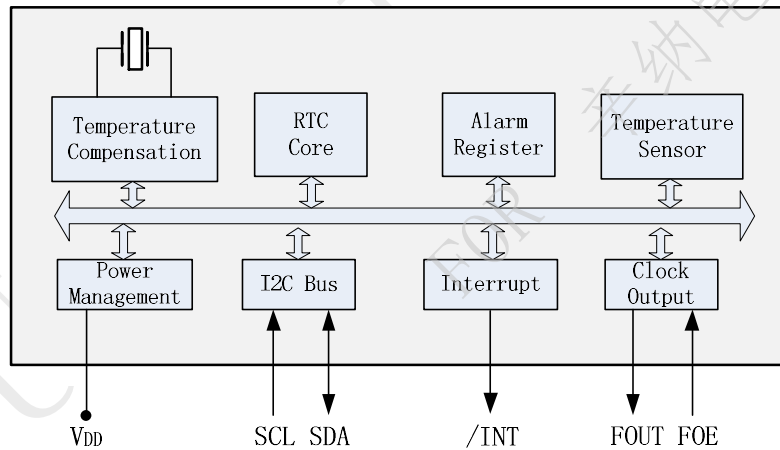 Temperature
Compensation
RTC
Core
Alarm
Register
Temperature
Sensor
Power
Management
I2C Bus
Interrupt
Clock
Output
VDD
SCL SDA
/INT
FOUT FOE
FOR